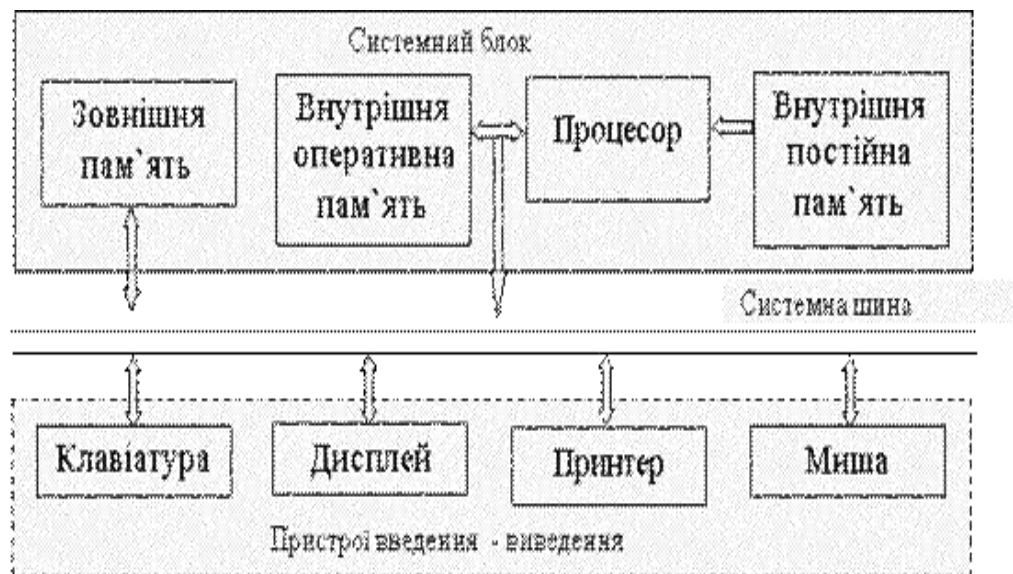 Системний блок
Зовнішня
пам`ять
Внутрішня
оперативна
пам`ять
Процесор
Внутрішня
постійна
пам`ять
Системна шина
Клавіатура
Дисплей
Принтер
Миша
Пристрої введення - виведення